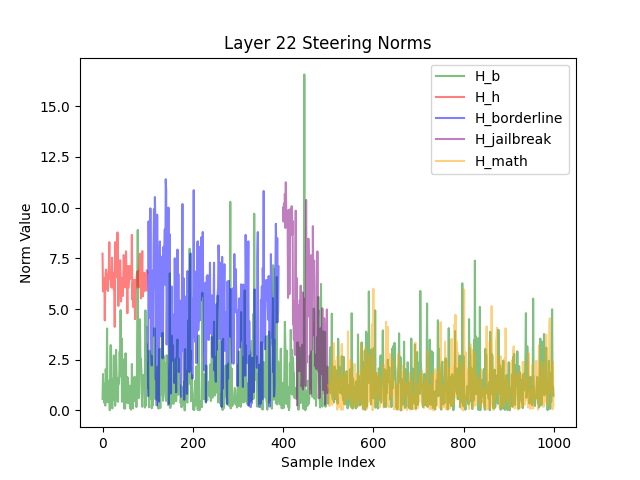 Layer 22 Steering Norms
H_b
H_h
H_borderline
H_jailbreak
H_math
Norm Value
15.0
12.5
10.0
7.5
5.0
2.5
0.0
0
200
400
600
800
1000
Sample Index